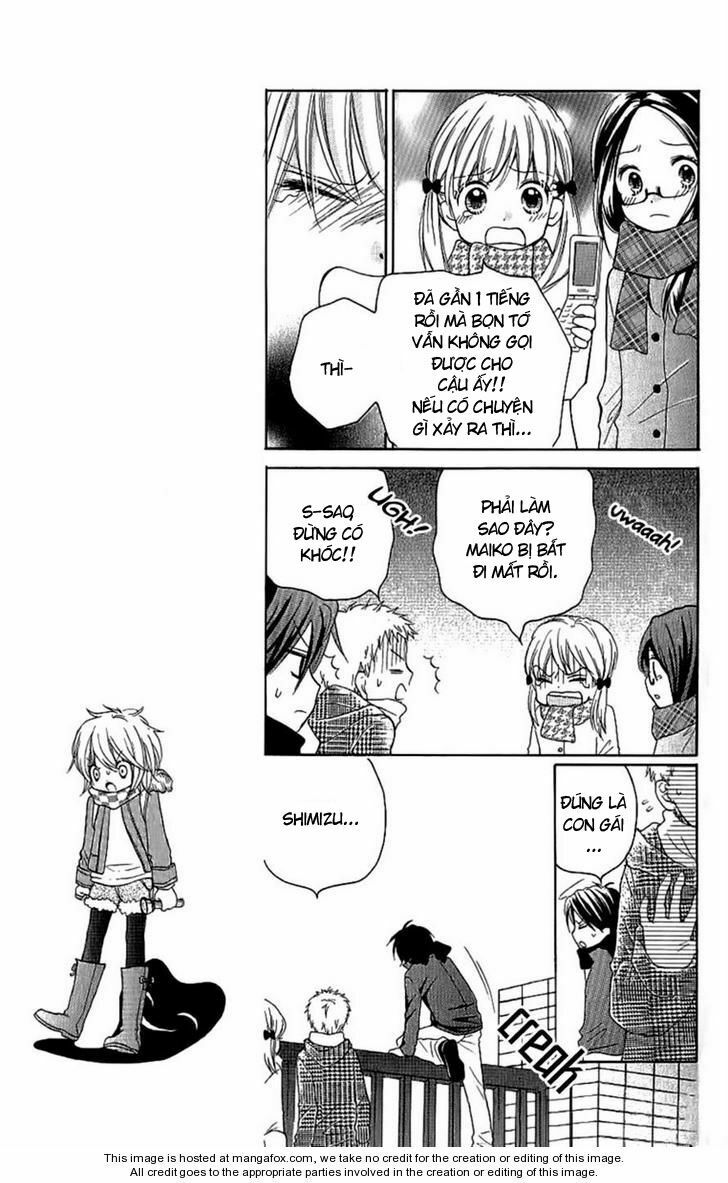 ĐÃ GẦN 1 TIẾNG
RỒI MÀ BỌN TỚ
VẪN KHÔNG GỌI
ĐƯỢC CHO
CẬU ẤY!!
NẾU CÓ CHUYỆN
GÌ XẢY RA THÌ...
THÌ-
uwaaah!
PHẢI LÀM
SAO ĐÂY?
MAIKO BỊ BẮT
ĐI MẤT RỒI.
UGH!
S-SAQ
ĐỪNG CÓ
KHÓC!!
ĐÚNG LÀ
CON GÁI
...
SHIMIZU...
creak
This image is hosted at mangafox.com, we take no credit for the creation or editing of this image.
All credit goes to the appropriate parties involved in the creation or editing of this image.